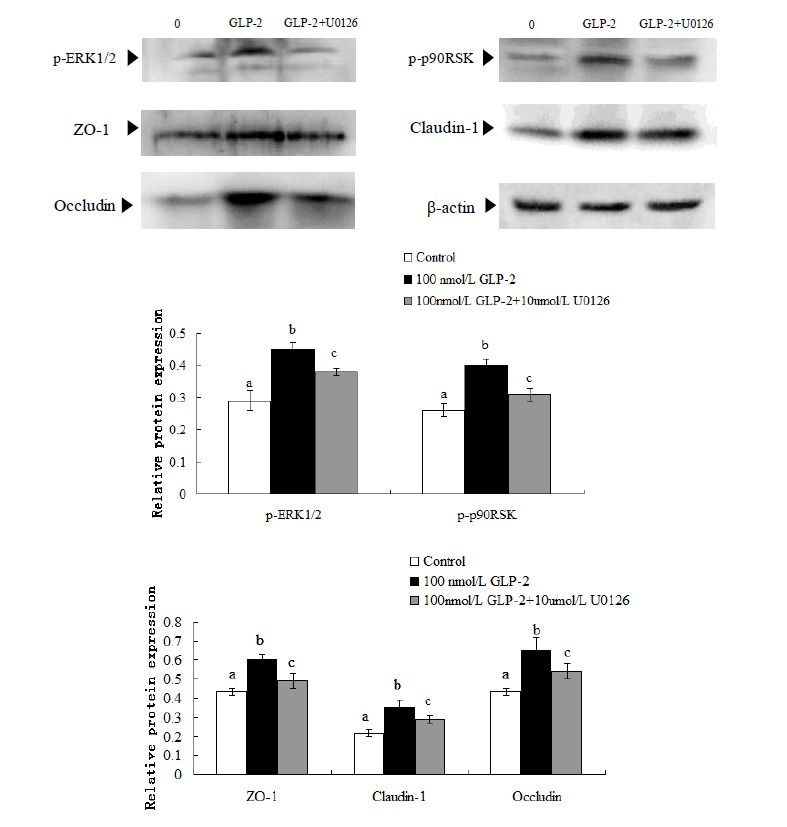 0 GLP-2 GLP-2+U0126
0 GLP-2 GLP-2+U0126
p-ERK1/2
p-p90RSK
ZO-1
Claudin-1
Occludin
β-actin
Control
100 nmol/L GLP-2
100nmol/L GLP-2+10umol/L U0126
Relative protein expression
0.5
0.4
0.3
0.2
0.1
0
a
b
c
a
b
c
p-ERK1/2
p-p90RSK
Control
100 nmol/L GLP-2
100nmol/L GLP-2+10umol/L U0126
Relative protein expression
0.8
0.7
0.6
0.5
0.4
0.3
0.2
0.1
0
a
b
c
a
b
c
a
b
c
ZO-1
Claudin-1
Occludin